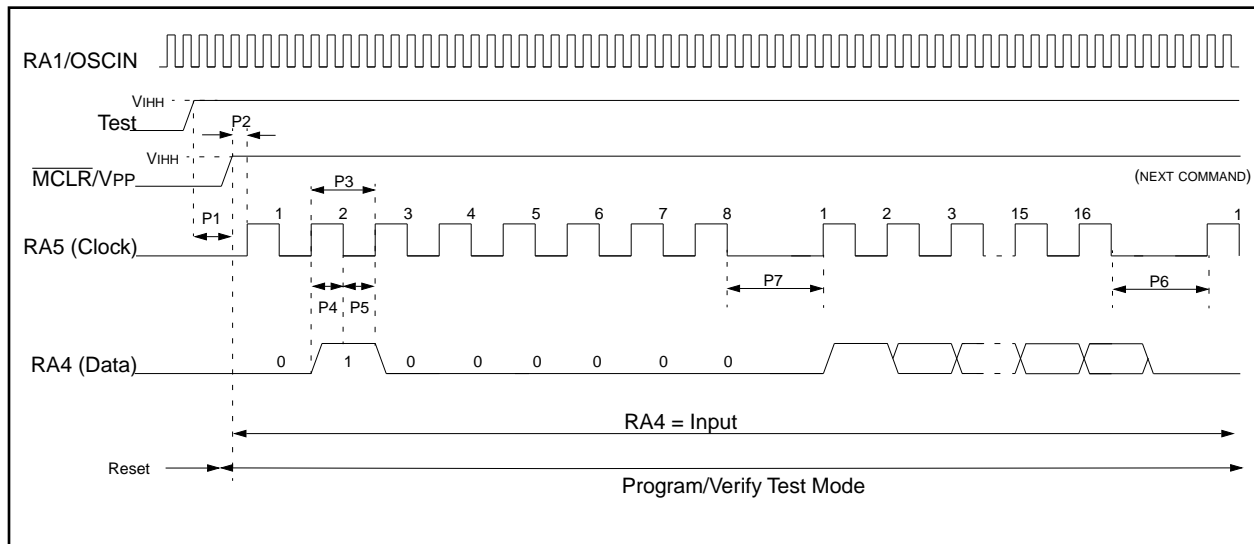 RA1/OSCIN
VIHH
Test
P2
VIHH
MCLR/VPP
(NEXT COMMAND)
P3
P1
1 2 3 4 5 6 7 8 1 2 3 15 16 1
RA5 (Clock)
P4 P5 P7 P6
RA4 (Data)
0 1 0 0 0 0 0 0
RA4 = Input
Reset
Program/Verify Test Mode